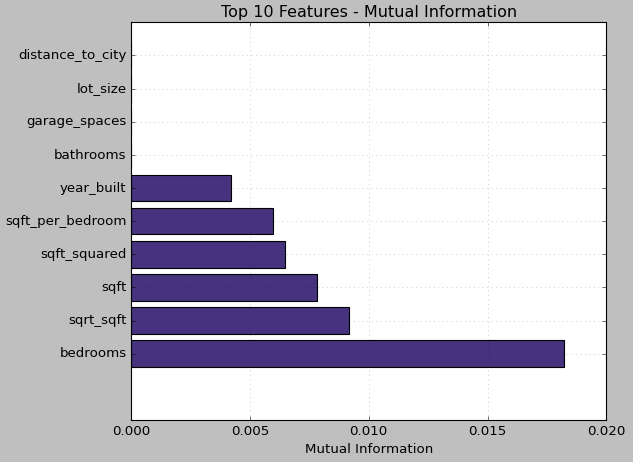 Top 10 Features - Mutual Information
distance_to_city
lot_size
garage_spaces
bathrooms
year_built
sqft_per_bedroom
sqft_squared
sqft
sqrt_sqft
bedrooms
0.000 0.005 0.010 0.015 0.020
Mutual Information